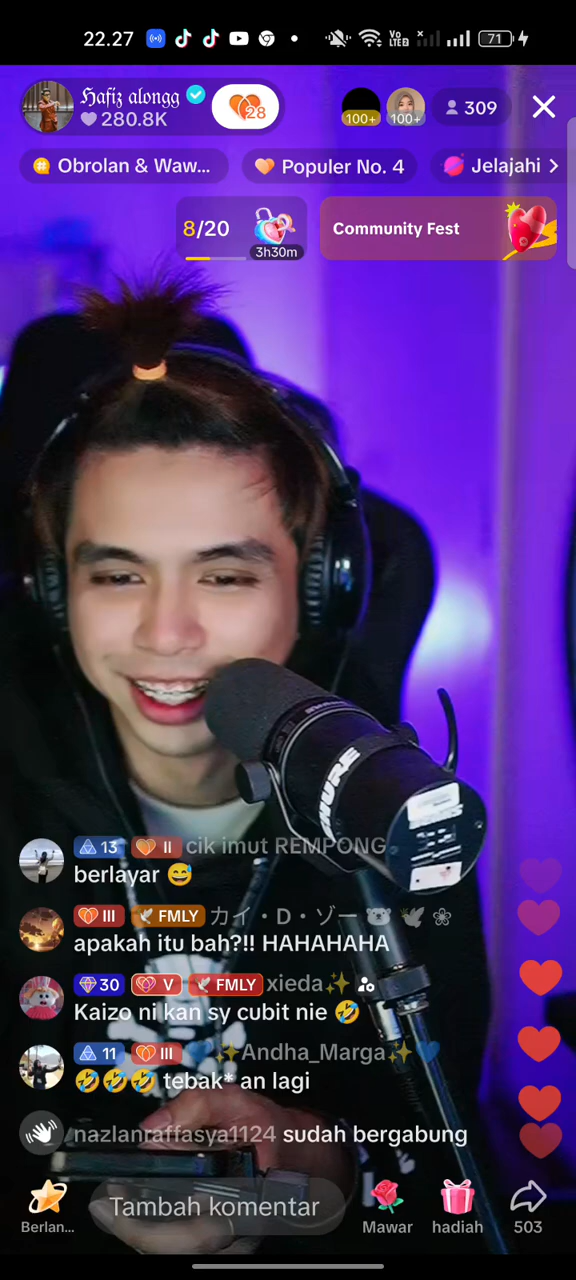 22.27
Vo
LTE 2
71
ℌafiz alongg
280.8K
28
100+
100+
309
Obrolan & Waw...
Populer No. 4
Jelajahi
8/20
3h30m
Community Fest
SHURE
13 II cik imut REMPONG
berlayar 😅
III FMLY カイ・D・ゾー 🐻‍❄️ 🕊️ ❀
apakah itu bah?!! HAHAHAHA
30 V FMLY xieda✨
Kaizo ni kan sy cubit nie 🤣
11 III 💙✨Andha_Marga✨💙
🤣🤣🤣 tebak* an lagi
nazlanraffasya1124 sudah bergabung
Berlan...
Tambah komentar
Mawar
hadiah
503